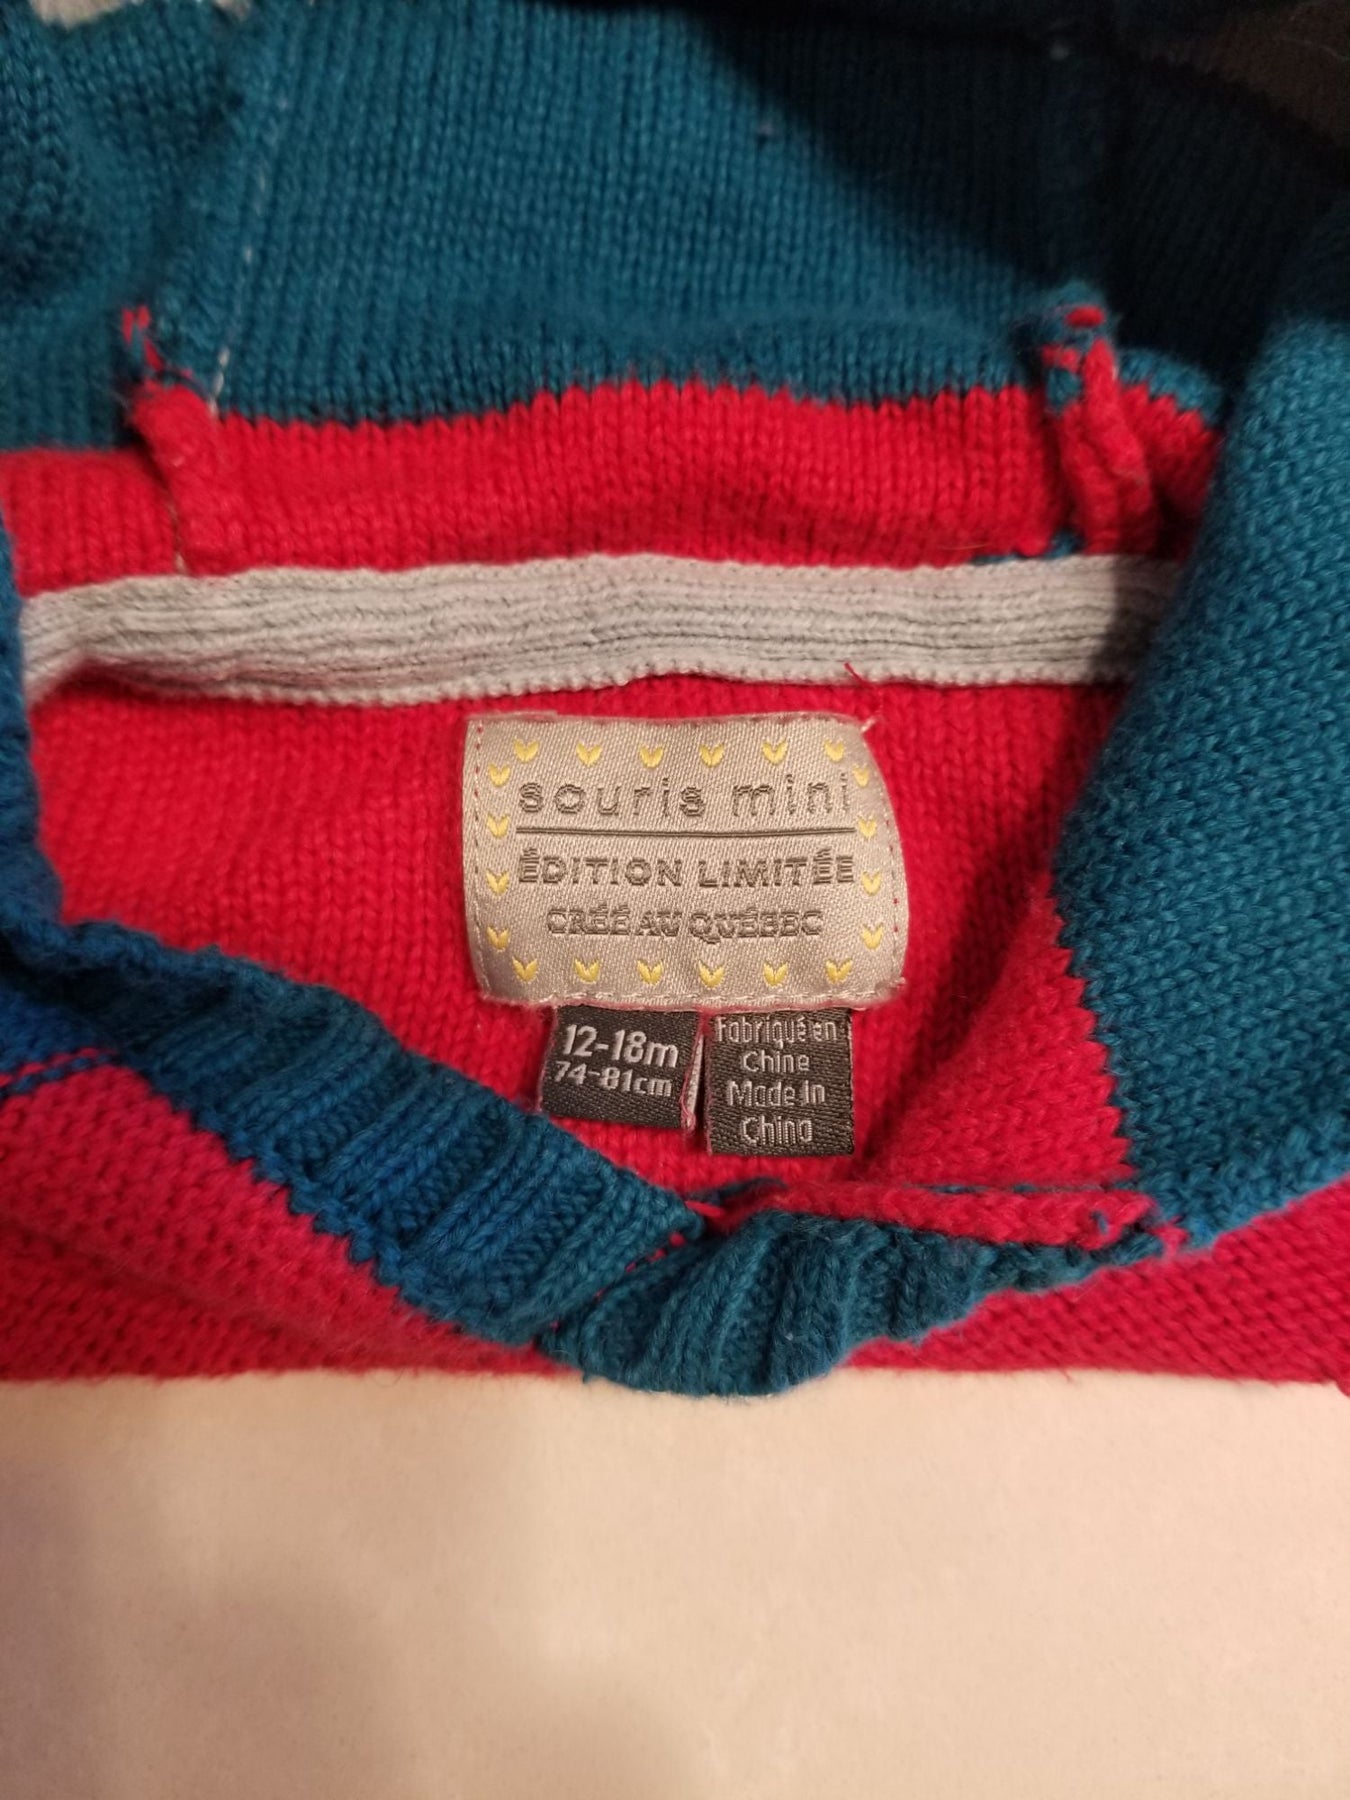 souris mini
ÉDITION LIMITÉE
CRÉÉ AU QUÉBEC
12-18m
74-81cm
Fabriqué en
Chine
Made in
China